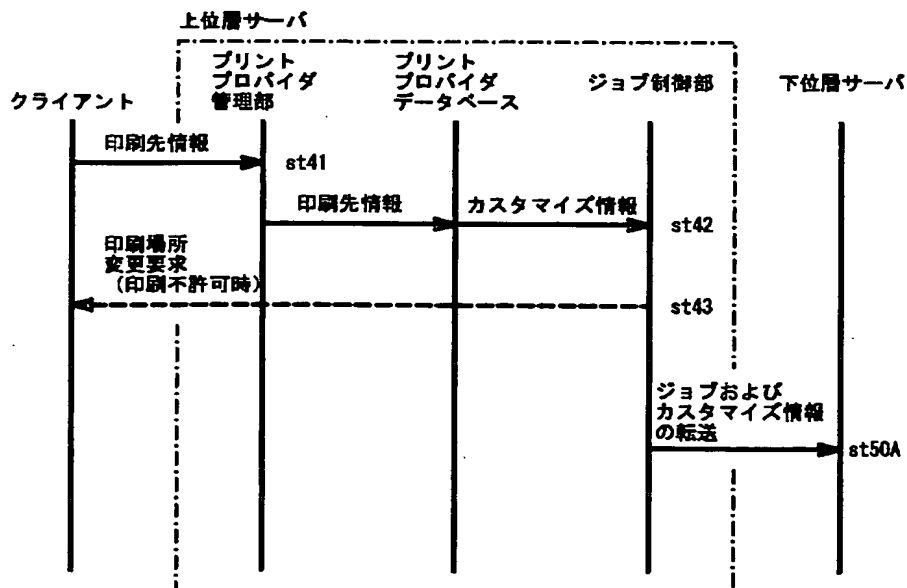 上位層サーバ
クライアント
プリント
プロバイダ
管理部
プリント
プロバイダ
データベース
ジョブ制御部
下位層サーバ
印刷先情報
st41
印刷先情報
カスタマイズ情報
st42
印刷場所
変更要求
(印刷不許可時)
st43
ジョブおよび
カスタマイズ情報
の転送
st50A